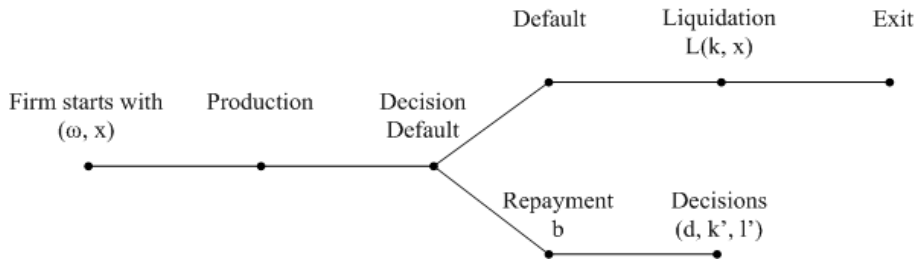 Default
Liquidation
L(k, x)
Exit
Firm starts with
(ω, x)
Production
Decision
Default
Repayment
b
Decisions
(d, k’, l’)